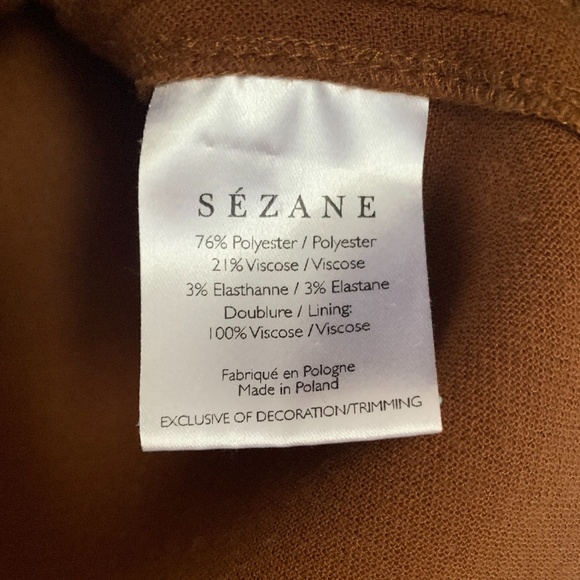 SÉZANE
76% Polyester / Polyester
21% Viscose / Viscose
3% Elasthanne / 3% Elastane
Doublure / Lining:
100% Viscose / Viscose
Fabriqué en Pologne
Made in Poland
EXCLUSIVE OF DECORATION/TRIMMING